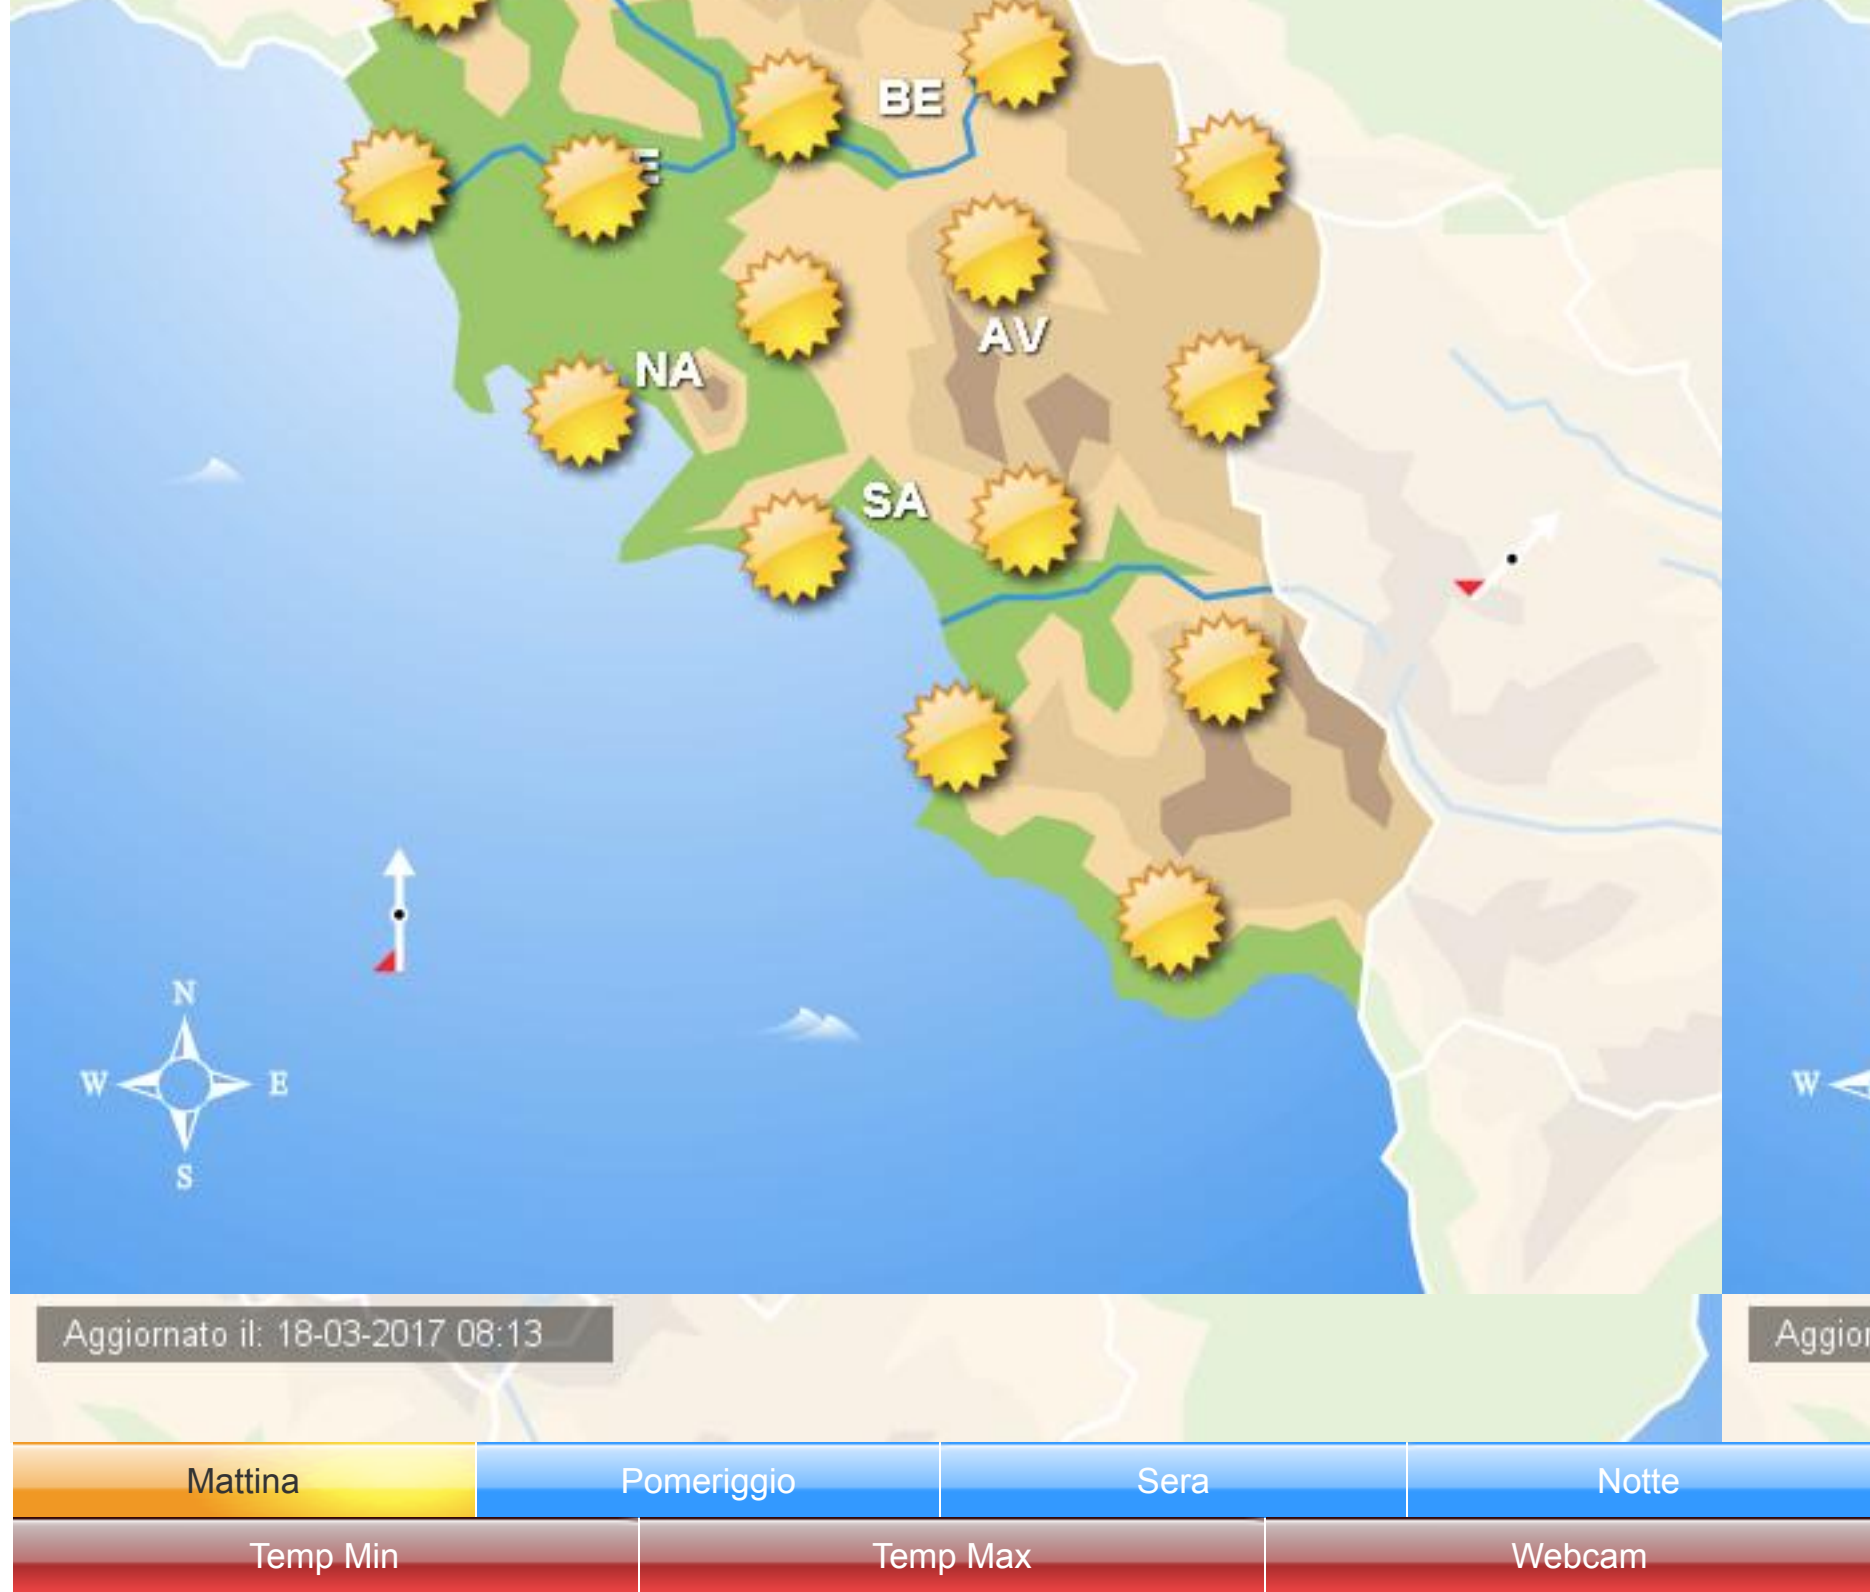 BE
AV
NA
SA
N
W E
W
S
Aggiornato il: 18-03-2017 08:13
Mattina Pomeriggio Sera Notte
Temp Min Temp Max Webcam